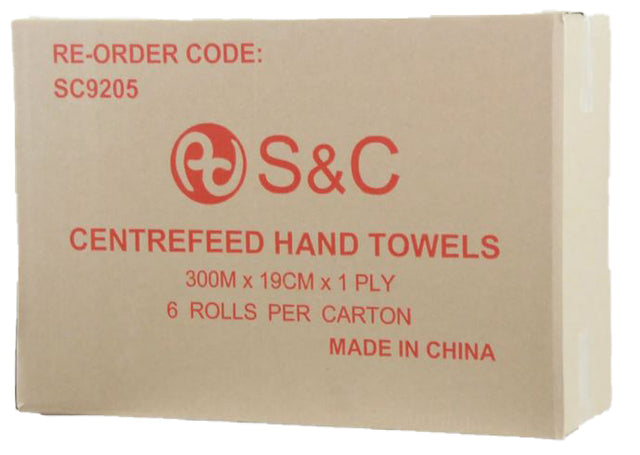 RE-ORDER CODE:
SC9205
S&C
CENTREFEED HAND TOWELS
300M x 19CM x 1 PLY
6 ROLLS PER CARTON
MADE IN CHINA